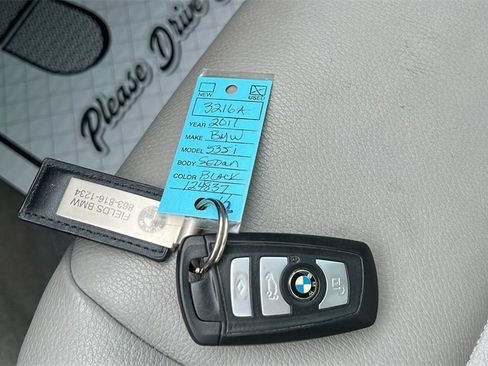 Please Drive
NEW USED
3216A
YEAR 2011
MAKE BMW
MODEL 535i
BODY SEDan
COLOR BLACK
124837
FIELDS BMW
863-816-1234